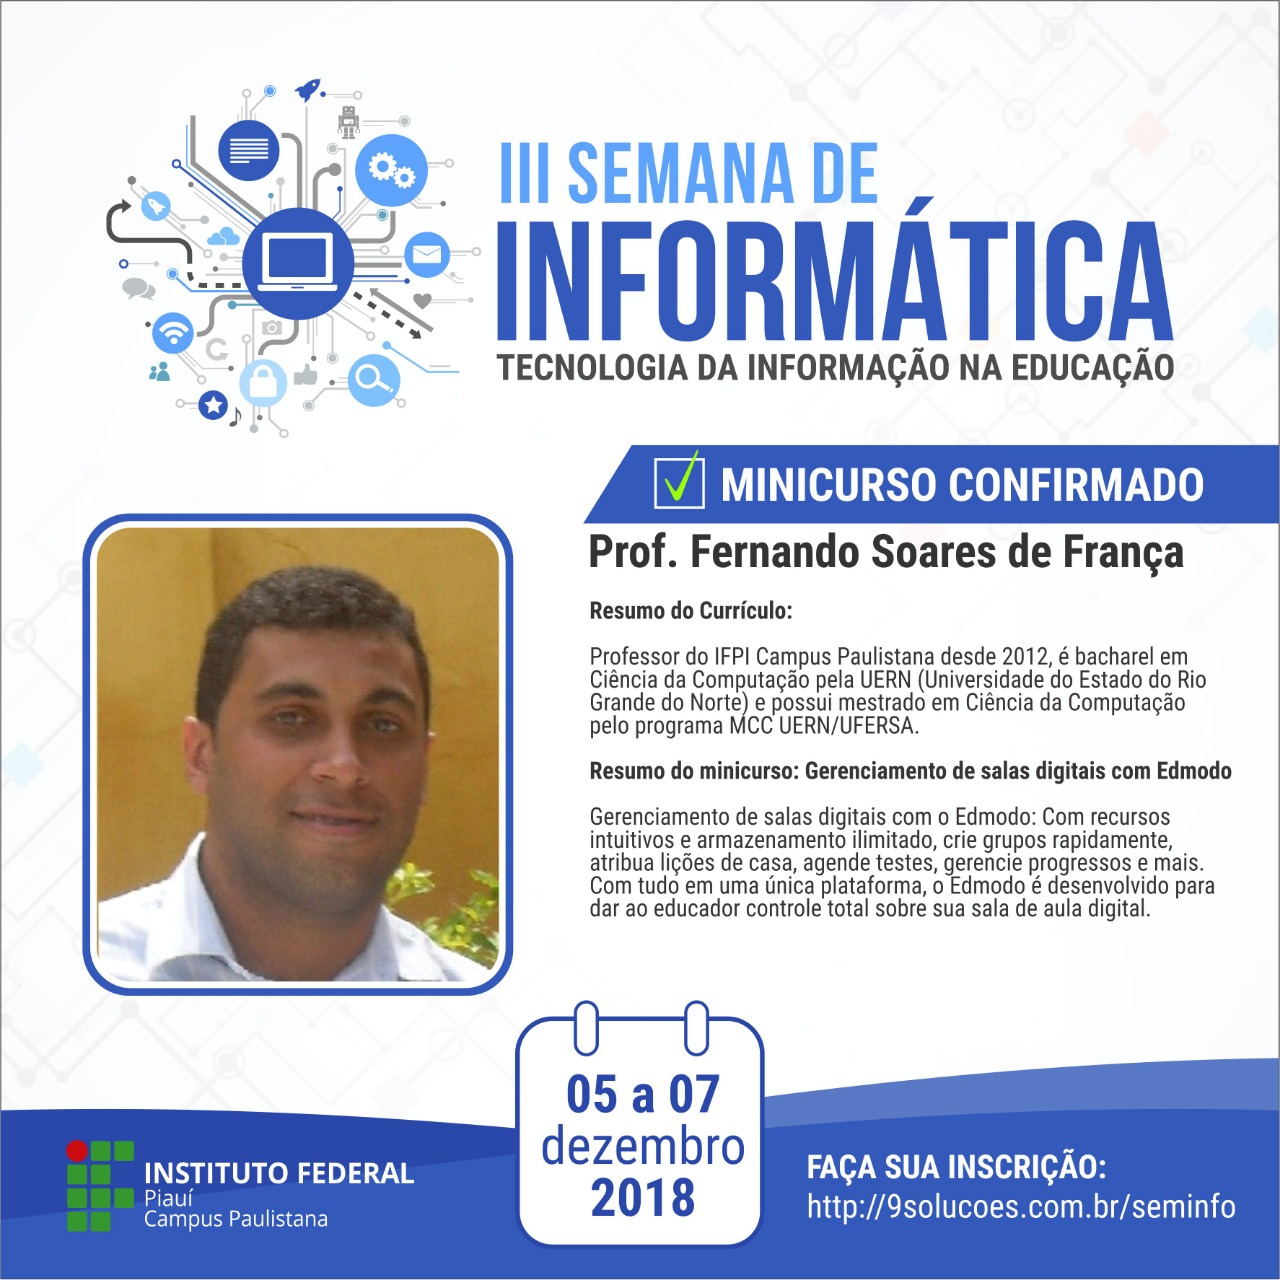 III SEMANA DE
INFORMÁTICA
TECNOLOGIA DA INFORMAÇÃO NA EDUCAÇÃO
MINICURSO CONFIRMADO
Prof. Fernando Soares de França
Resumo do Currículo:
Professor do IFPI Campus Paulistana desde 2012, é bacharel em
Ciência da Computação pela UERN (Universidade do Estado do Rio
Grande do Norte) e possui mestrado em Ciência da Computação
pelo programa MCC UERN/UFERSA.
Resumo do minicurso: Gerenciamento de salas digitais com Edmodo
Gerenciamento de salas digitais com o Edmodo: Com recursos
intuitivos e armazenamento ilimitado, crie grupos rapidamente,
atribua lições de casa, agende testes, gerencie progressos e mais.
Com tudo em uma única plataforma, o Edmodo é desenvolvido para
dar ao educador controle total sobre sua sala de aula digital.
05 a 07
dezembro
2018
INSTITUTO FEDERAL
Piauí
Campus Paulistana
FAÇA SUA INSCRIÇÃO:
http://9solucoes.com.br/seminfo